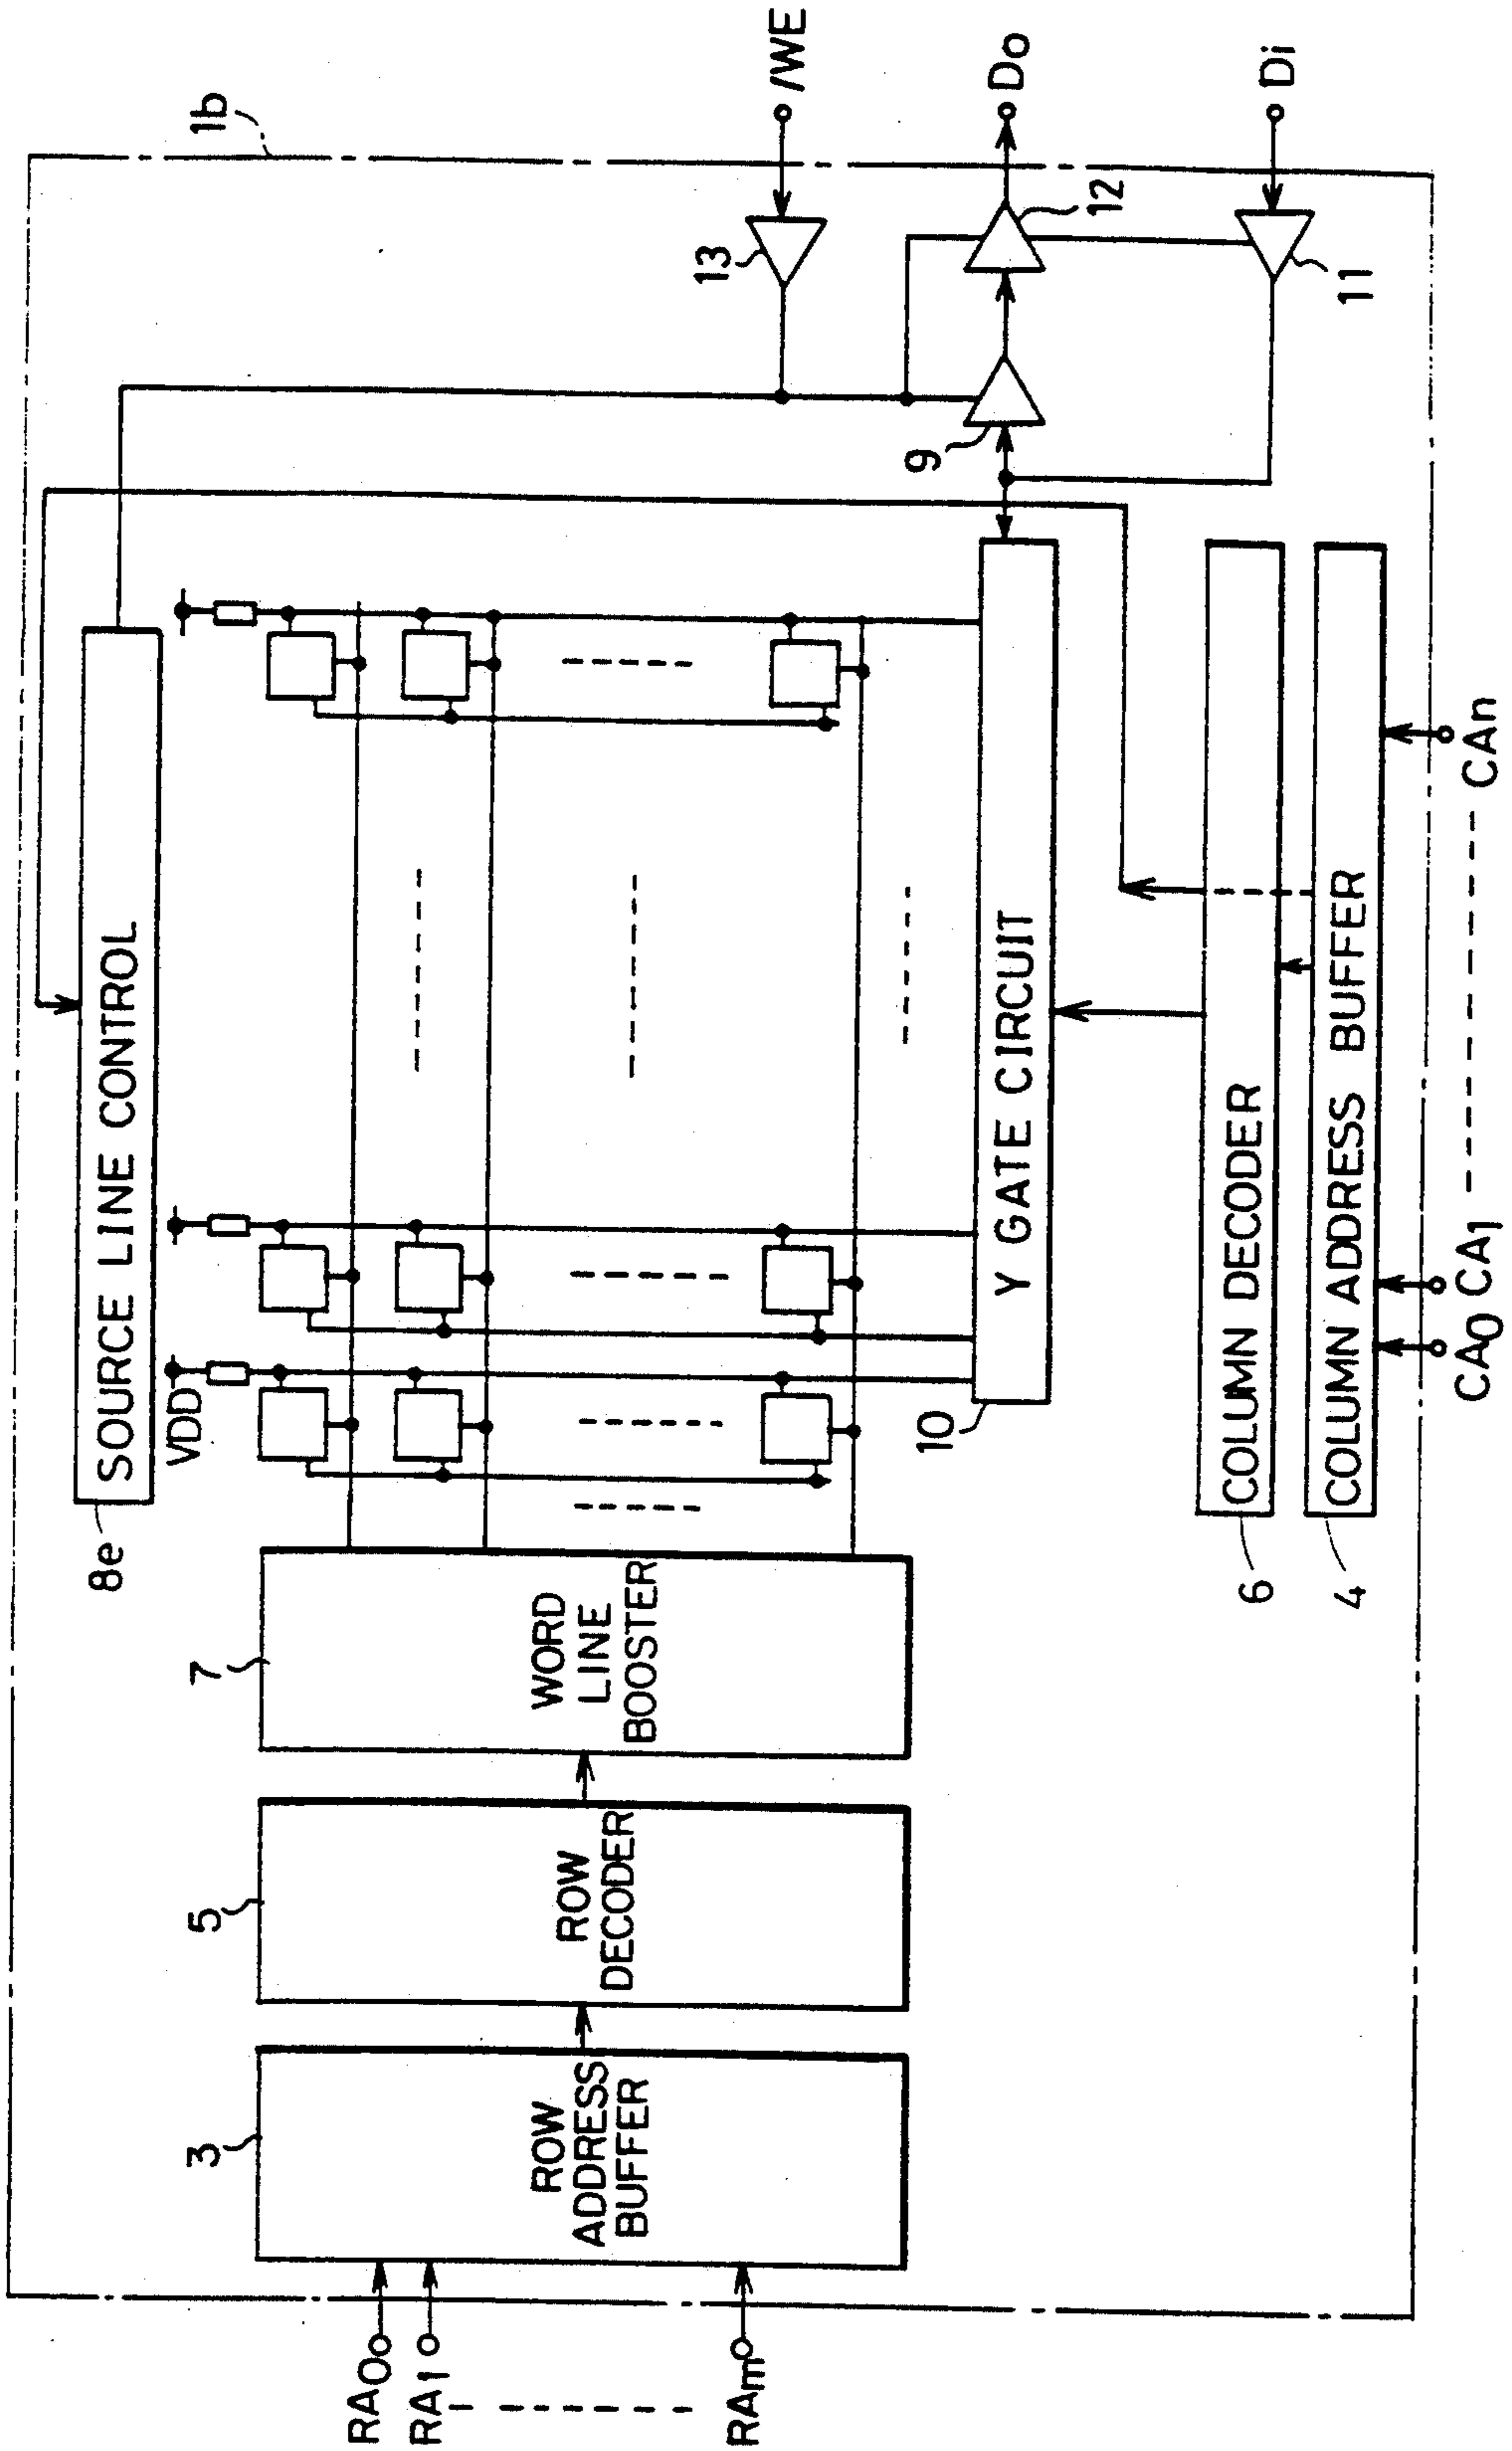 1b
/WE
Do
Di
13
12
11
9
8e
SOURCE LINE CONTROL
VDD
7
WORD
LINE
BOOSTER
5
ROW
DECODER
3
ROW
ADDRESS
BUFFER
RA0
RA1
RAm
10
Y GATE CIRCUIT
6
COLUMN DECODER
4
COLUMN ADDRESS BUFFER
CA0
CA1
CAn